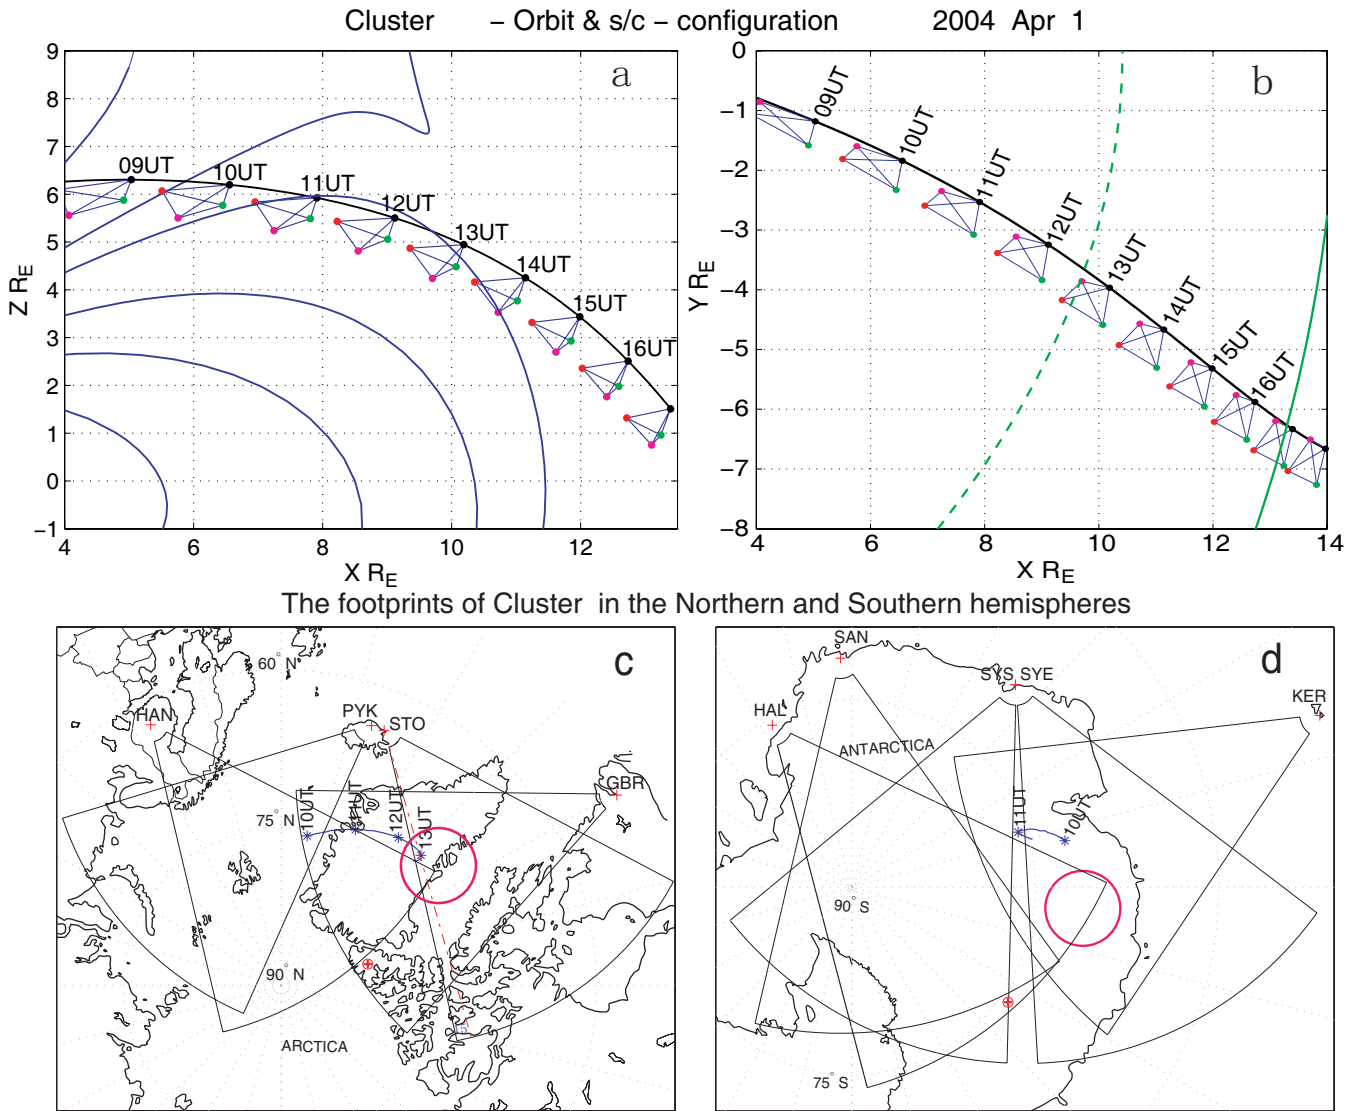 Cluster – Orbit & s/c – configuration 2004 Apr 1
a
9
8
7
6
5
4
3
2
1
0
−1
Z RE
09UT
10UT
11UT
12UT
13UT
14UT
15UT
16UT
4 6 8 10 12
X RE
b
0
−1
−2
−3
−4
−5
−6
−7
−8
Y RE
09UT
10UT
11UT
12UT
13UT
14UT
15UT
16UT
4 6 8 10 12 14
X RE
The footprints of Cluster in the Northern and Southern hemispheres
c
60° N
HAN
PYK
STO
GBR
75° N
10UT
11UT
12UT
13UT
90° N
ARCTICA
d
SAN
SYS SYE
KER
HAL
ANTARCTICA
11UT
10UT
90° S
75° S